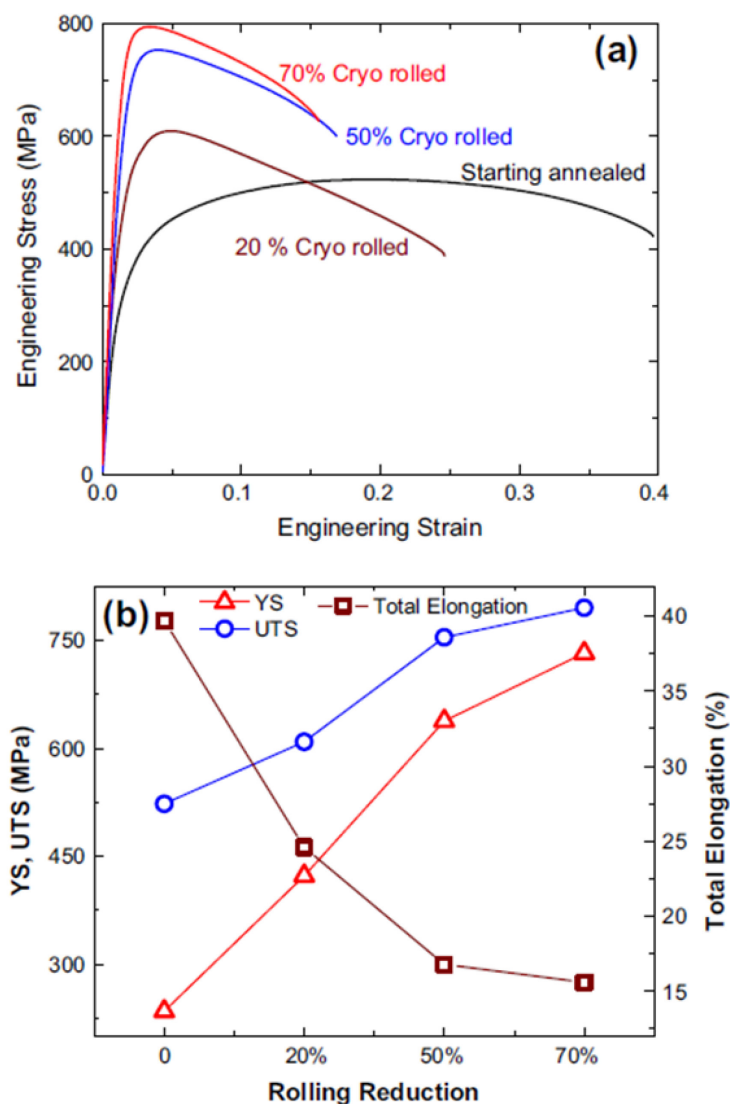 800
(a)
70% Cryo rolled
600
50% Cryo rolled
Starting annealed
400
20 % Cryo rolled
200
0
0.0 0.1 0.2 0.3 0.4
Engineering Stress (MPa)
Engineering Strain
(b)
YS
Total Elongation
UTS
750
600
450
300
40
35
30
25
20
15
YS, UTS (MPa)
Total Elongation (%)
0 20% 50% 70%
Rolling Reduction